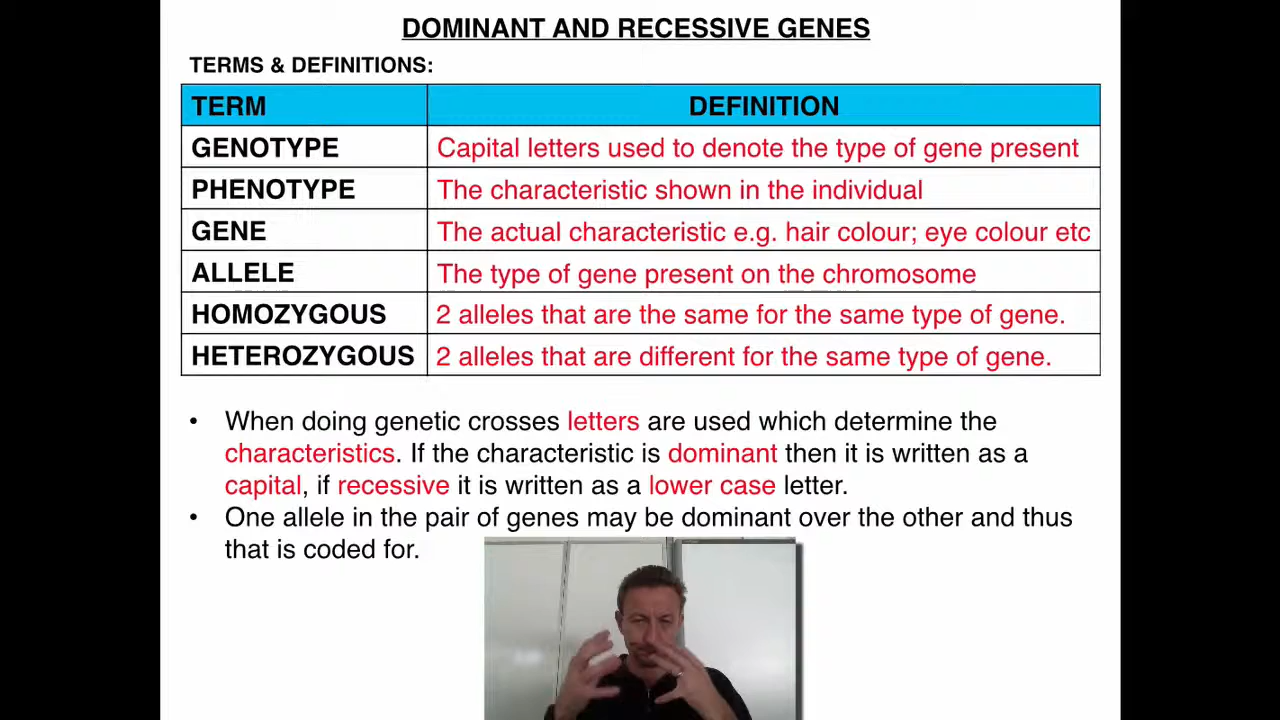 DOMINANT AND RECESSIVE GENES
TERMS & DEFINITIONS:
TERM DEFINITION
GENOTYPE Capital letters used to denote the type of gene present
PHENOTYPE The characteristic shown in the individual
GENE The actual characteristic e.g. hair colour; eye colour etc
ALLELE The type of gene present on the chromosome
HOMOZYGOUS 2 alleles that are the same for the same type of gene.
HETEROZYGOUS 2 alleles that are different for the same type of gene.
• When doing genetic crosses letters are used which determine the
characteristics. If the characteristic is dominant then it is written as a
capital, if recessive it is written as a lower case letter.
• One allele in the pair of genes may be dominant over the other and thus
that is coded for.